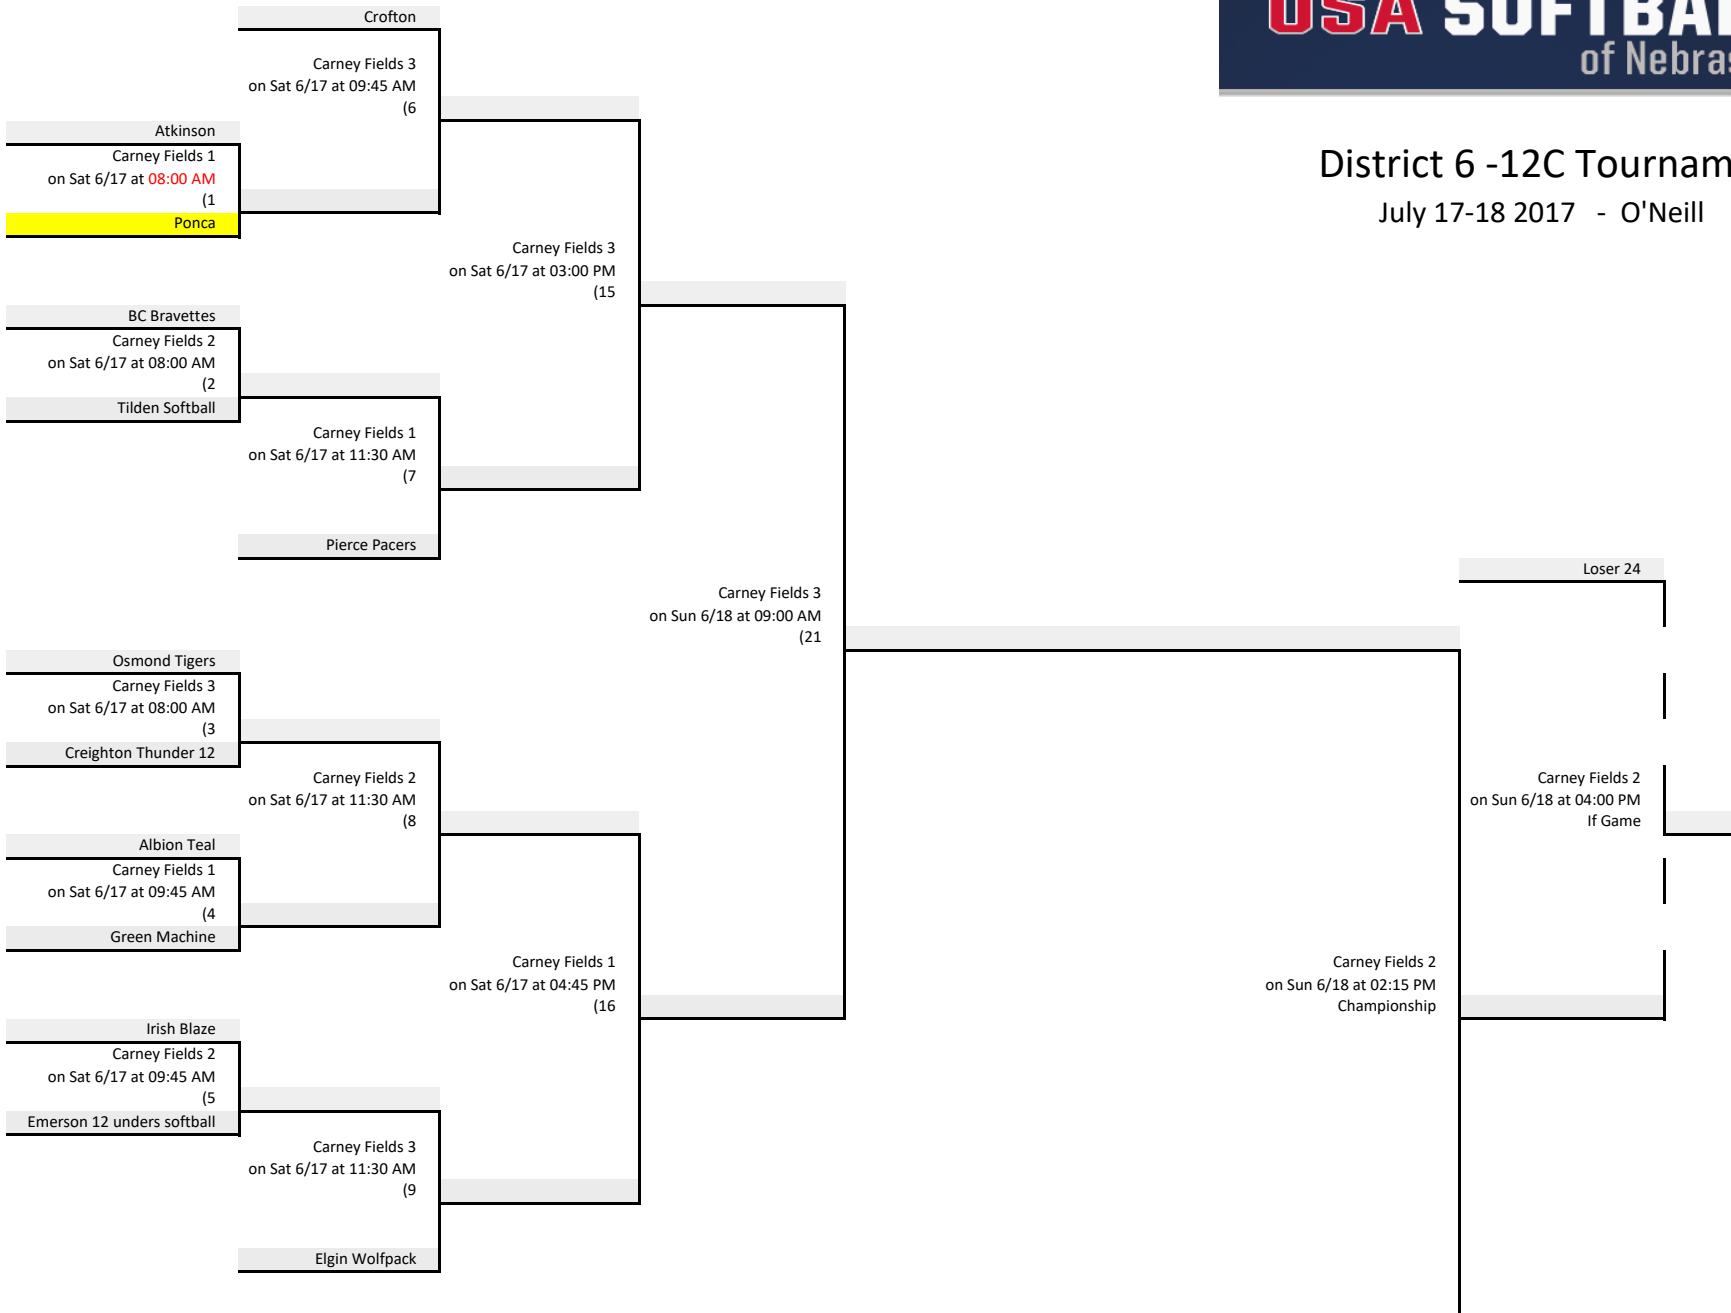 USA SOFTBAL
of Nebras
District 6 -12C Tournam
July 17-18 2017 - O'Neill
Crofton
Carney Fields 3
on Sat 6/17 at 09:45 AM
(6
Atkinson
Carney Fields 1
on Sat 6/17 at 08:00 AM
(1
Ponca
Carney Fields 3
on Sat 6/17 at 03:00 PM
(15
BC Bravettes
Carney Fields 2
on Sat 6/17 at 08:00 AM
(2
Tilden Softball
Carney Fields 1
on Sat 6/17 at 11:30 AM
(7
Pierce Pacers
Loser 24
Carney Fields 3
on Sun 6/18 at 09:00 AM
(21
Osmond Tigers
Carney Fields 3
on Sat 6/17 at 08:00 AM
(3
Creighton Thunder 12
Carney Fields 2
on Sat 6/17 at 11:30 AM
(8
Carney Fields 2
on Sun 6/18 at 04:00 PM
If Game
Albion Teal
Carney Fields 1
on Sat 6/17 at 09:45 AM
(4
Green Machine
Carney Fields 1
on Sat 6/17 at 04:45 PM
(16
Carney Fields 2
on Sun 6/18 at 02:15 PM
Championship
Irish Blaze
Carney Fields 2
on Sat 6/17 at 09:45 AM
(5
Emerson 12 unders softball
Carney Fields 3
on Sat 6/17 at 11:30 AM
(9
Elgin Wolfpack